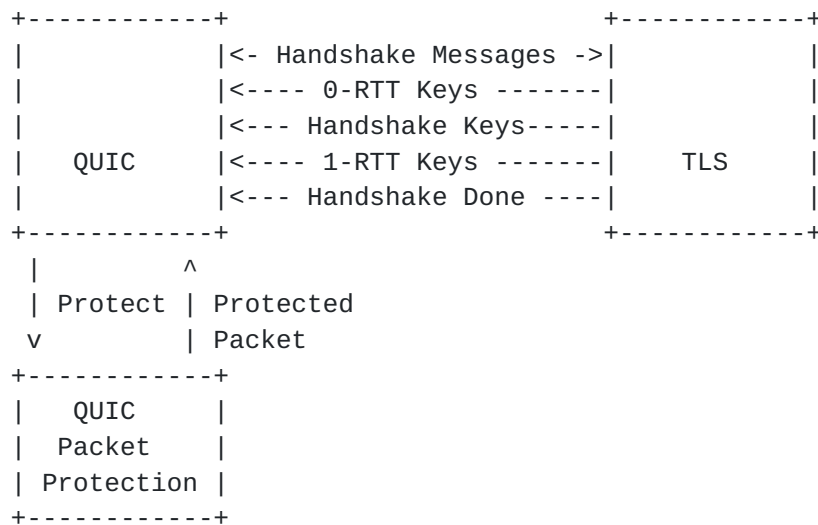 +------------+                        +------------+
|            |<- Handshake Messages ->|            |
|            |<---- 0-RTT Keys -------|            |
|            |<--- Handshake Keys-----|            |
|   QUIC     |<---- 1-RTT Keys -------|    TLS     |
|            |<--- Handshake Done ----|            |
+------------+                        +------------+
 |         ^
 | Protect | Protected
 v         | Packet
+------------+
|   QUIC     |
|  Packet    |
| Protection |
+------------+